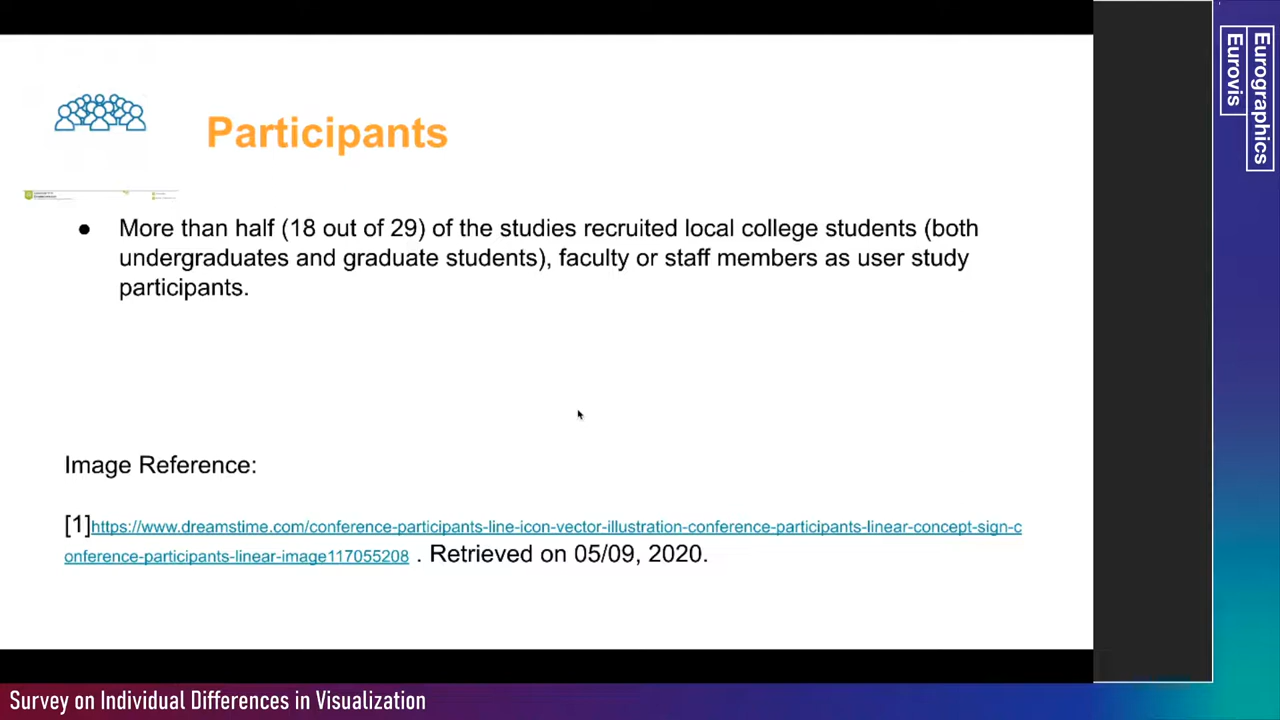 Participants
● More than half (18 out of 29) of the studies recruited local college students (both
undergraduates and graduate students), faculty or staff members as user study
participants.
Image Reference:
[1]https://www.dreamstime.com/conference-participants-line-icon-vector-illustration-conference-participants-linear-concept-sign-c
onference-participants-linear-image117055208 . Retrieved on 05/09, 2020.
Survey on Individual Differences in Visualization
Eurovis
Eurographics